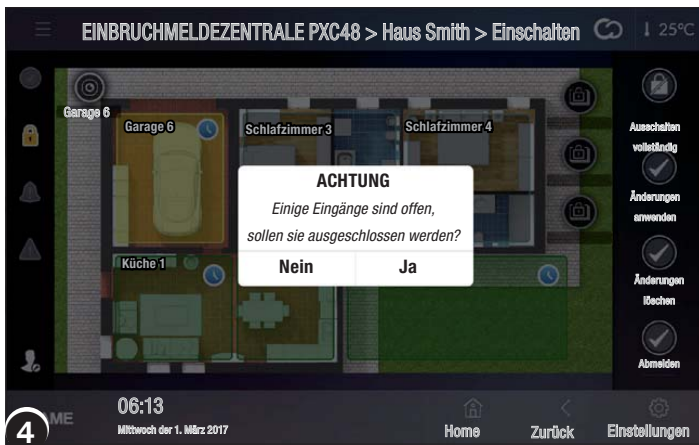 EINBRUCHMELDEZENTRALE PXC48 > Haus Smith > Einschalten
25°C
Garage 6
Garage 6
Schlafzimmer 3
Schlafzimmer 4
Küche 1
ACHTUNG
Einige Eingänge sind offen,
sollen sie ausgeschlossen werden?
Nein
Ja
Ausschalten
vollständig
Änderungen
anwenden
Änderungen
löschen
Abmelden
06:13
Mittwoch der 1. März 2017
Home
Zurück
Einstellungen
4